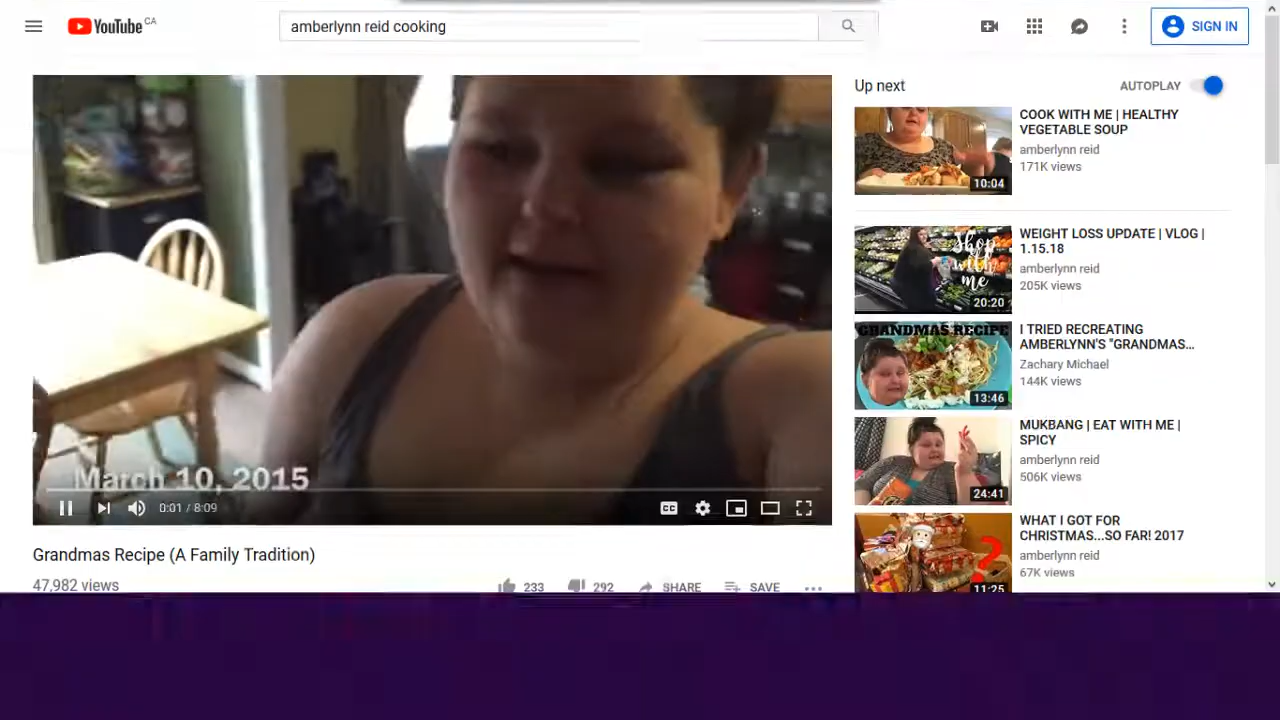 YouTube CA
amberlynn reid cooking
SIGN IN
March 10, 2015
0:01 / 8:09
CC
Grandmas Recipe (A Family Tradition)
47,982 views
233
292
SHARE
SAVE
Up next
AUTOPLAY
10:04
COOK WITH ME | HEALTHY
VEGETABLE SOUP
amberlynn reid
171K views
Shop
with
me
20:20
WEIGHT LOSS UPDATE | VLOG |
1.15.18
amberlynn reid
205K views
GRANDMAS RECIPE
13:46
I TRIED RECREATING
AMBERLYNN'S "GRANDMAS...
Zachary Michael
144K views
24:41
MUKBANG | EAT WITH ME |
SPICY
amberlynn reid
506K views
?
11:25
WHAT I GOT FOR
CHRISTMAS...SO FAR! 2017
amberlynn reid
67K views